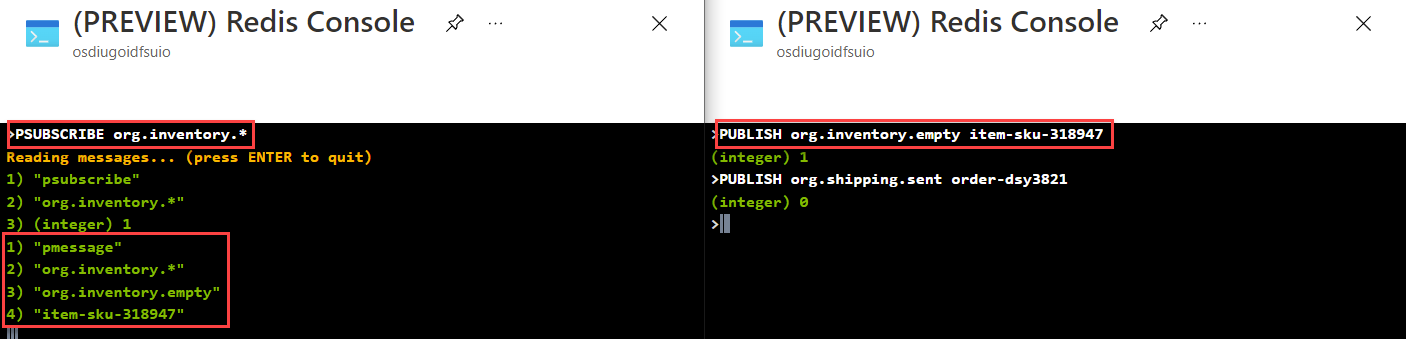 (PREVIEW) Redis Console
osdiugoidfsuio
>PSUBSCRIBE org.inventory.*
Reading messages... (press ENTER to quit)
1) "psubscribe"
2) "org.inventory.*"
3) (integer) 1
1) "pmessage"
2) "org.inventory.*"
3) "org.inventory.empty"
4) "item-sku-318947"
(PREVIEW) Redis Console
osdiugoidfsuio
>PUBLISH org.inventory.empty item-sku-318947
(integer) 1
>PUBLISH org.shipping.sent order-dsy3821
(integer) 0
>